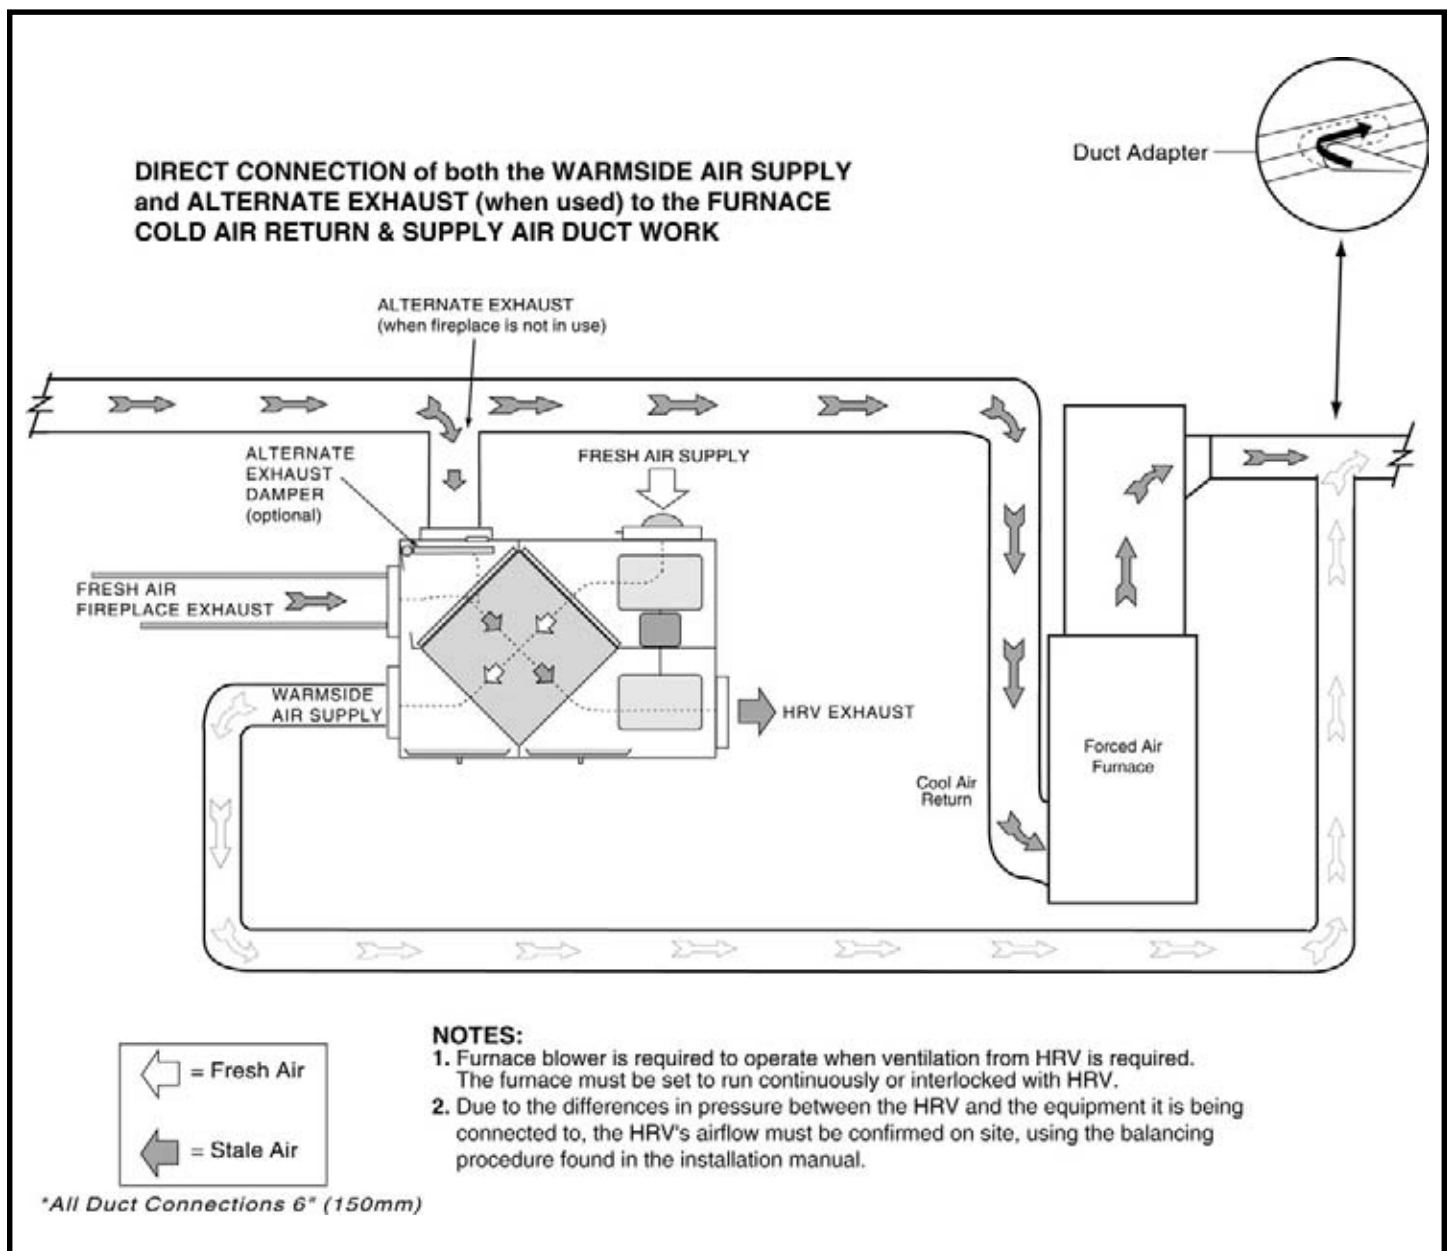 Duct Adapter
DIRECT CONNECTION of both the WARMSIDE AIR SUPPLY
and ALTERNATE EXHAUST (when used) to the FURNACE
COLD AIR RETURN & SUPPLY AIR DUCT WORK
ALTERNATE EXHAUST
(when fireplace is not in use)
ALTERNATE
EXHAUST
DAMPER
(optional)
FRESH AIR SUPPLY
FRESH AIR
FIREPLACE EXHAUST
WARMSIDE
AIR SUPPLY
HRV EXHAUST
Forced Air
Furnace
Cool Air
Return
= Fresh Air
= Stale Air
*All Duct Connections 6" (150mm)
NOTES:
1. Furnace blower is required to operate when ventilation from HRV is required.
The furnace must be set to run continuously or interlocked with HRV.
2. Due to the differences in pressure between the HRV and the equipment it is being
connected to, the HRV's airflow must be confirmed on site, using the balancing
procedure found in the installation manual.